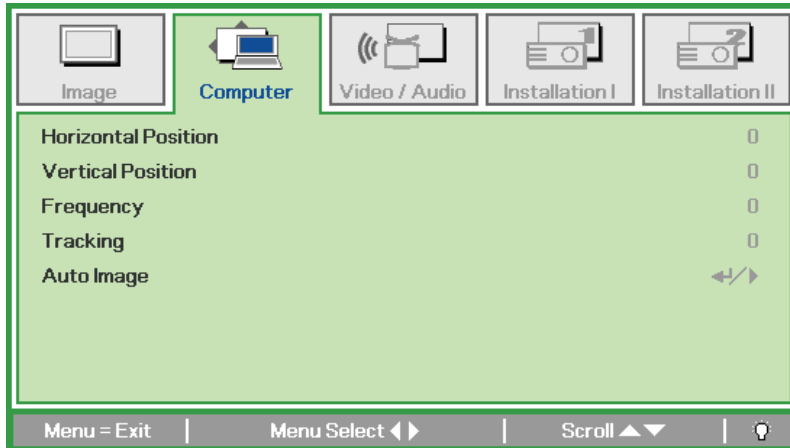 Image Computer Video / Audio Installation I Installation II
Horizontal Position 0
Vertical Position 0
Frequency 0
Tracking 0
Auto Image
Menu = Exit Menu Select Scroll